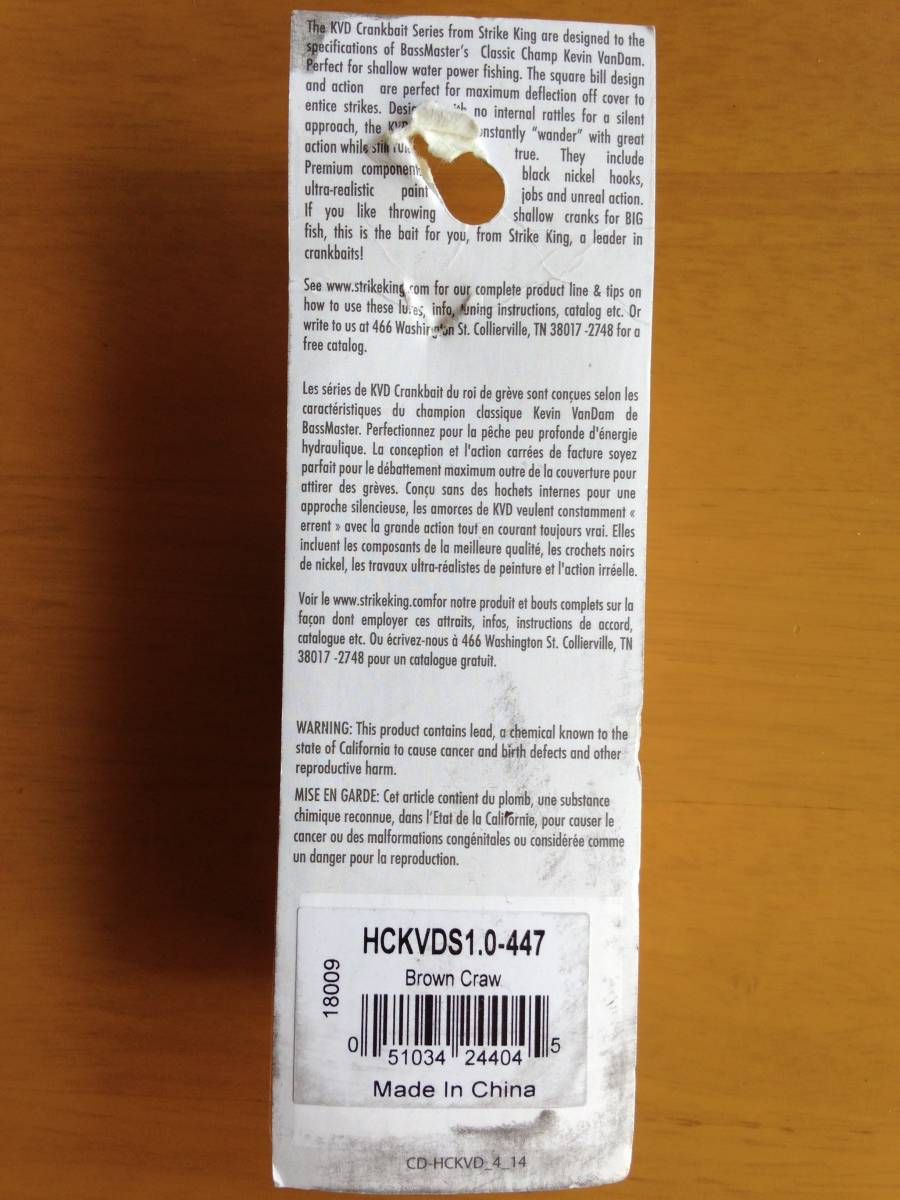 The KVD Crankbait Series from Strike King are designed to the
specifications of BassMaster's Classic Champ Kevin VanDam.
Perfect for shallow water power fishing. The square bill design
and action are perfect for maximum deflection off cover to
entice strikes. no internal rattles for a silent
approach, the "wander" with great
action while still true. They include
Premium black nickel hooks,
ultra-realistic paint jobs and unreal action.
If you like throwing shallow cranks for BIG
fish, this is the bait for you, from Strike King, a leader in
crankbaits!
See www.strikeking.com for our complete product line & tips on
how to use these lures, info, tuning instructions, catalog etc. Or
write to us at 466 Washington St. Collierville, TN 38017 -2748 for a
free catalog.
Les séries de KVD Crankbait du roi de grève sont conçues selon les
caractéristiques du champion classique Kevin VanDam de
BassMaster. Perfectionnez pour la pêche peu profonde d'énergie
hydraulique. La conception et l'action carrées de facture soyez
parfait pour le débattement maximum outre de la couverture pour
attirer des grèves. Conçu sans des hochets internes pour une
approche silencieuse, les amorces de KVD veulent constamment «
errent » avec la grande action tout en courant toujours vrai. Elles
incluent les composants de la meilleure qualité, les crochets noirs
de nickel, les travaux ultra-réalistes de peinture et l'action irréelle.
Voir le www.strikeking.comfor notre produit et bouts complets sur la
façon dont employer ces attraits, infos, instructions de accord,
catalogue etc. Ou écrivez-nous à 466 Washington St. Collierville, TN
38017 -2748 pour un catalogue gratuit.
WARNING: This product contains lead, a chemical known to the
state of California to cause cancer and birth defects and other
reproductive harm.
MISE EN GARDE: Cet article contient du plomb, une substance
chimique reconnue, dans l'Etat de la Californie, pour causer le
cancer ou des malformations congénitales ou considérée comme
un danger pour la reproduction.
HCKVDS1.0-447
Brown Craw
18009
0 51034 24404 5
Made In China
CD-HCKVD_4_14